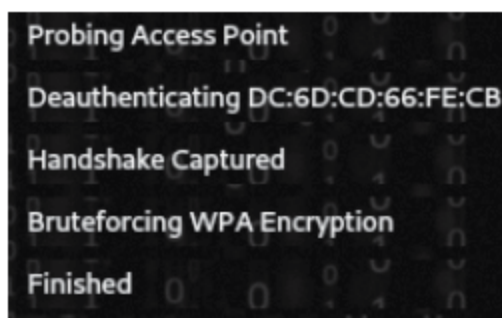 Probing Access Point
Deauthenticating DC:6D:CD:66:FE:CB
Handshake Captured
Bruteforcing WPA Encryption
Finished